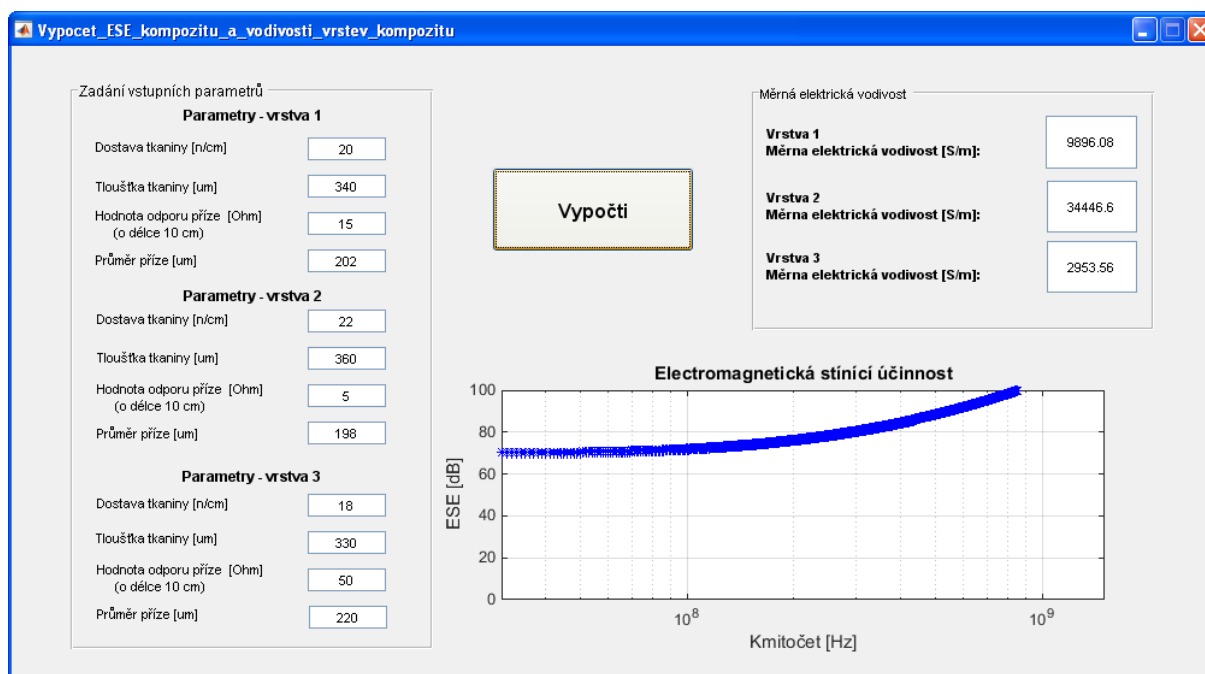 Vypocet_ESE_kompozitu_a_vodivosti_vrstev_kompozitu
Zadání vstupních parametrů
Parametry - vrstva 1
Dostava tkaniny [n/cm] 20
Tloušťka tkaniny [um] 340
Hodnota odporu příze [Ohm] 15
(o délce 10 cm)
Průměr příze [um] 202
Parametry - vrstva 2
Dostava tkaniny [n/cm] 22
Tloušťka tkaniny [um] 360
Hodnota odporu příze [Ohm] 5
(o délce 10 cm)
Průměr příze [um] 198
Parametry - vrstva 3
Dostava tkaniny [n/cm] 18
Tloušťka tkaniny [um] 330
Hodnota odporu příze [Ohm] 50
(o délce 10 cm)
Průměr příze [um] 220
Vypočti
Měrná elektrická vodivost
Vrstva 1
Měrna elektrická vodivost [S/m]: 9896.08
Vrstva 2
Měrna elektrická vodivost [S/m]: 34446.6
Vrstva 3
Měrna elektrická vodivost [S/m]: 2953.56
Electromagnetická stínící účinnost
ESE [dB]
100
80
60
40
20
0
10^8 10^9
Kmitočet [Hz]